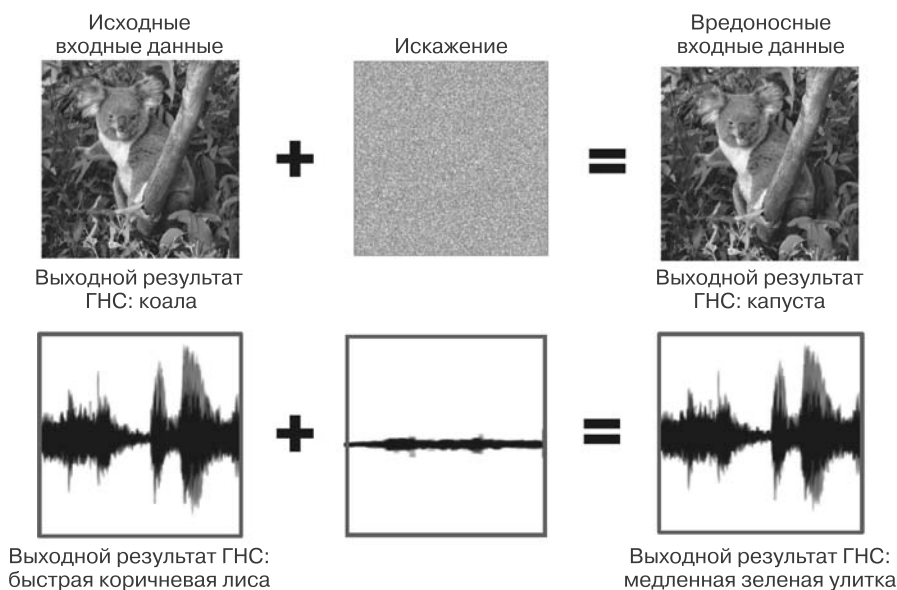 Исходные
входные данные
Искажение
Вредоносные
входные данные
Выходной результат
ГНС: коала
Выходной результат
ГНС: капуста
Выходной результат ГНС:
быстрая коричневая лиса
Выходной результат ГНС:
медленная зеленая улитка